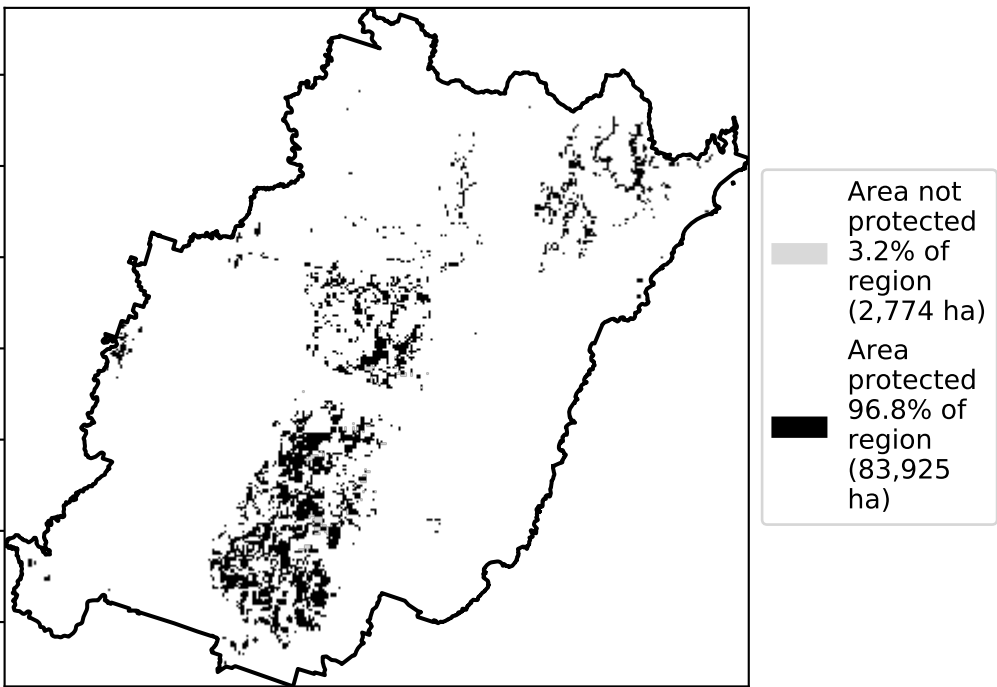 Area not
protected
3.2% of
region
(2,774 ha)
Area
protected
96.8% of
region
(83,925
ha)